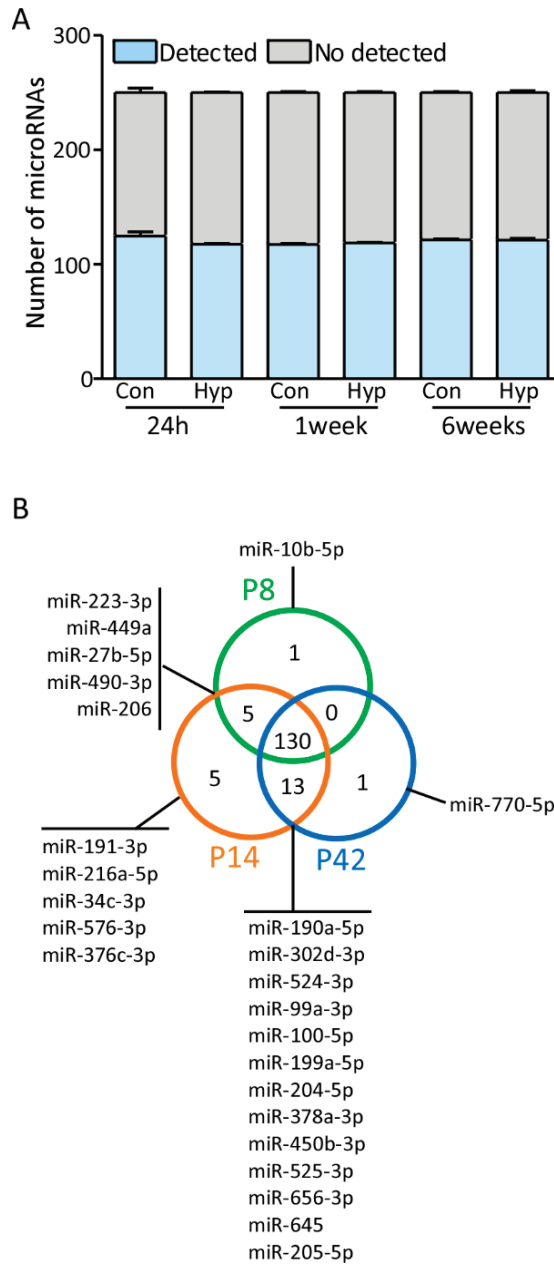 A
300
200
100
0
Number of microRNAs
Detected
No detected
Con Hyp Con Hyp Con Hyp
24h 1week 6weeks
B
miR-10b-5p
P8
miR-223-3p
miR-449a
miR-27b-5p
miR-490-3p
miR-206
1
5
0
130
5
13
1
miR-770-5p
P14
P42
miR-191-3p
miR-216a-5p
miR-34c-3p
miR-576-3p
miR-376c-3p
miR-190a-5p
miR-302d-3p
miR-524-3p
miR-99a-3p
miR-100-5p
miR-199a-5p
miR-204-5p
miR-378a-3p
miR-450b-3p
miR-525-3p
miR-656-3p
miR-645
miR-205-5p